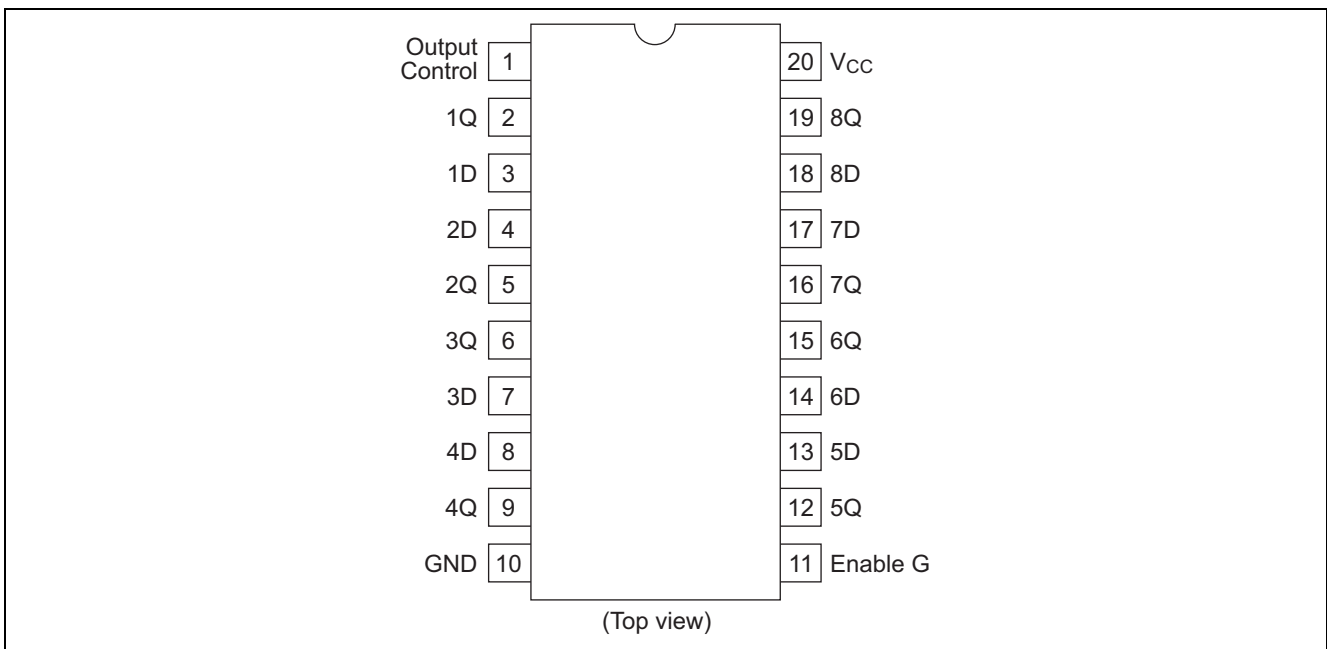 Output
Control 1
20 VCC
1Q 2
19 8Q
1D 3
18 8D
2D 4
17 7D
2Q 5
16 7Q
3Q 6
15 6Q
3D 7
14 6D
4D 8
13 5D
4Q 9
12 5Q
GND 10
11 Enable G
(Top view)